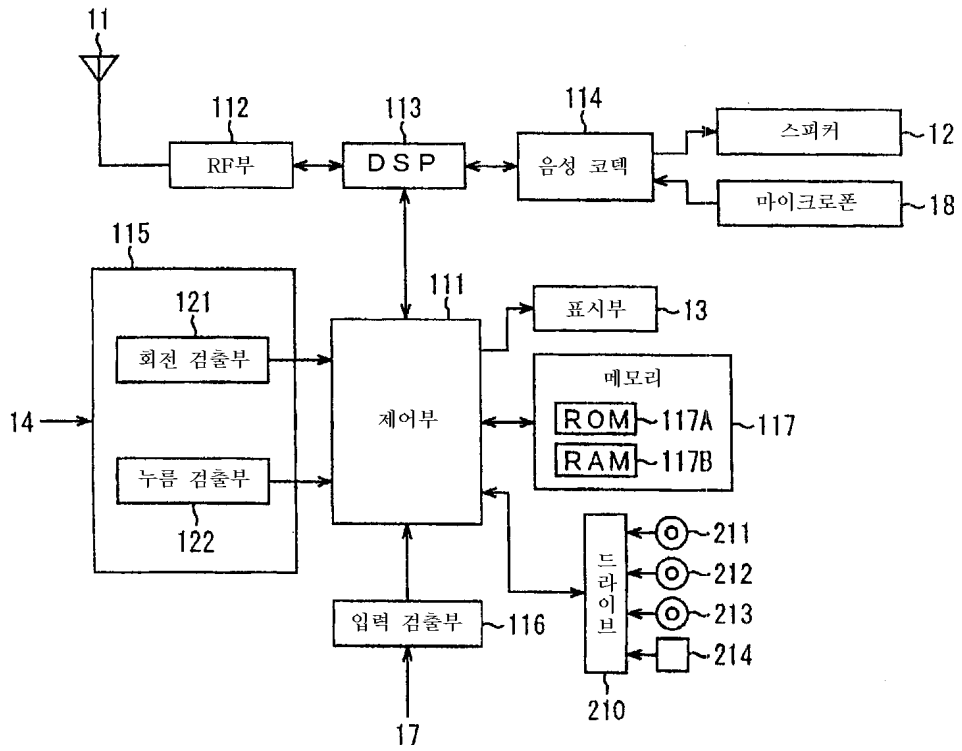 11
112
RF부
113
DSP
114
음성 코덱
스피커
12
마이크로폰
18
115
121
회전 검출부
14
누름 검출부
122
111
제어부
표시부
13
메모리
ROM
117A
RAM
117B
117
입력 검출부
116
17
드라이브
210
211
212
213
214